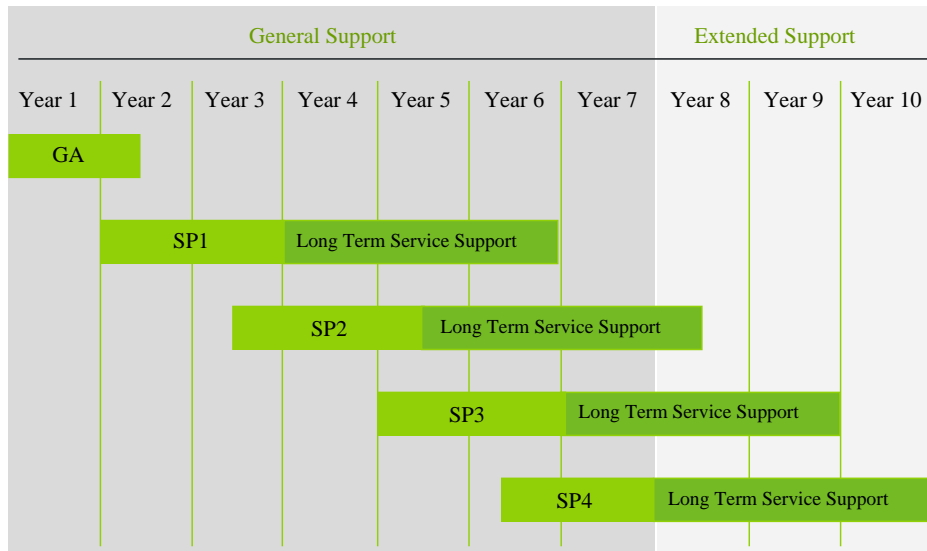 General Support Extended Support
Year 1 Year 2 Year 3 Year 4 Year 5 Year 6 Year 7 Year 8 Year 9 Year 10
GA
SP1 Long Term Service Support
SP2 Long Term Service Support
SP3 Long Term Service Support
SP4 Long Term Service Support